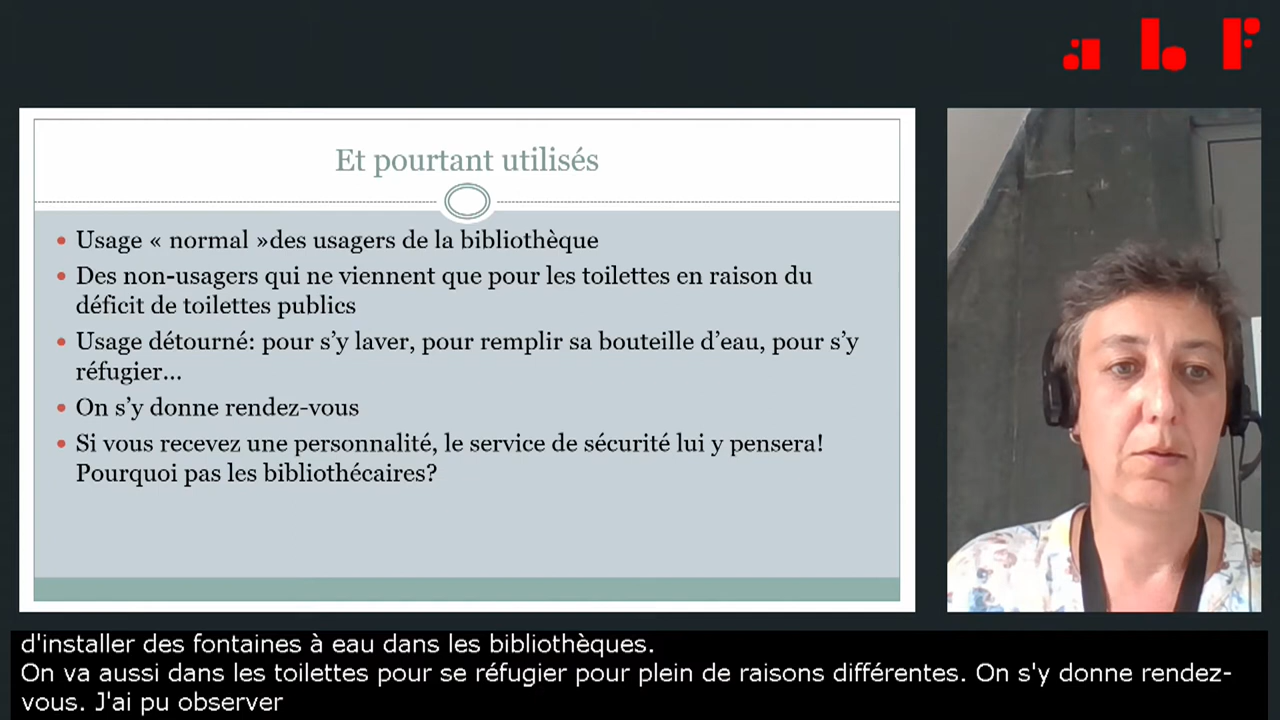 abf
Et pourtant utilisés
• Usage « normal »des usagers de la bibliothèque
• Des non-usagers qui ne viennent que pour les toilettes en raison du
déficit de toilettes publics
• Usage détourné: pour s’y laver, pour remplir sa bouteille d’eau, pour s’y
réfugier…
• On s’y donne rendez-vous
• Si vous recevez une personnalité, le service de sécurité lui y pensera!
Pourquoi pas les bibliothécaires?
d'installer des fontaines à eau dans les bibliothèques.
On va aussi dans les toilettes pour se réfugier pour plein de raisons différentes. On s'y donne rendez-
vous. J'ai pu observer